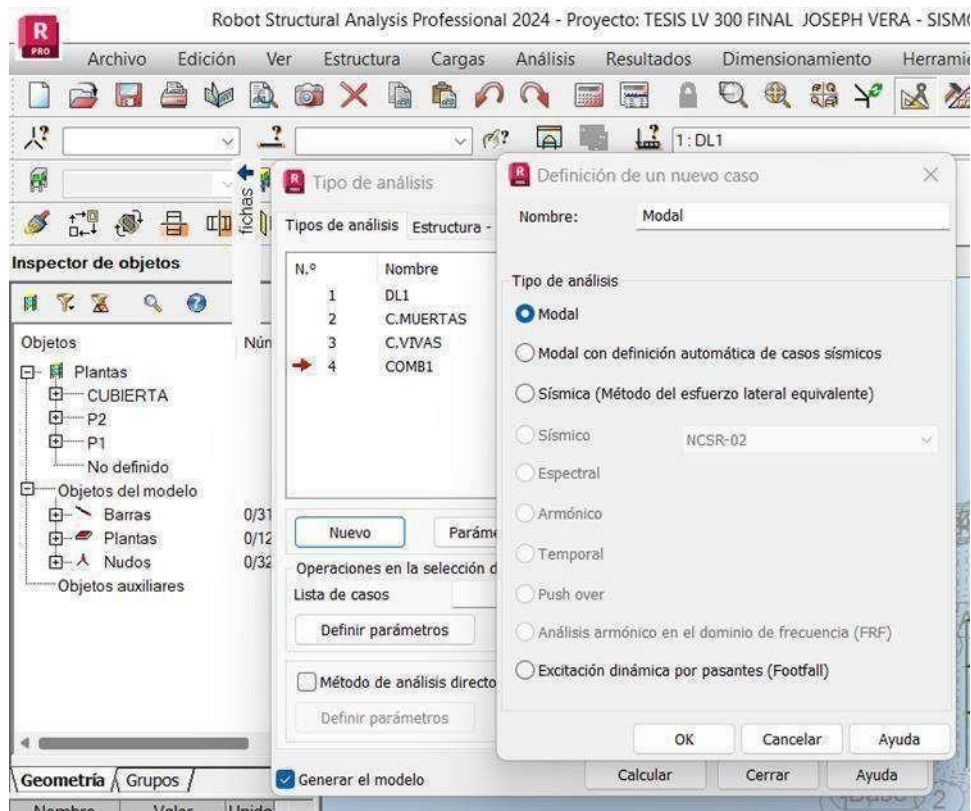 Robot Structural Analysis Professional 2024 - Proyecto: TESIS LV 300 FINAL JOSEPH VERA - SISMO
R
PRO
Archivo Edición Ver Estructura Cargas Análisis Resultados Dimensionamiento Herramie
1 : DL1
fichas
Tipo de análisis
Tipos de análisis Estructura -
N.º Nombre
1 DL1
2 C.MUERTAS
3 C.VIVAS
4 COMB1
Nuevo Paráme
Operaciones en la selección d
Lista de casos
Definir parámetros
Método de análisis directo
Definir parámetros
Generar el modelo
Calcular Cerrar Ayuda
Definición de un nuevo caso
Nombre: Modal
Tipo de análisis
Modal
Modal con definición automática de casos sísmicos
Sísmica (Método del esfuerzo lateral equivalente)
Sísmico NCSR-02
Espectral
Armónico
Temporal
Push over
Análisis armónico en el dominio de frecuencia (FRF)
Excitación dinámica por pasantes (Footfall)
OK Cancelar Ayuda
Inspector de objetos
Objetos Núm
Plantas
CUBIERTA
P2
P1
No definido
Objetos del modelo
Barras 0/31
Plantas 0/12
Nudos 0/32
Objetos auxiliares
Geometría Grupos
Nombre Valor Unida